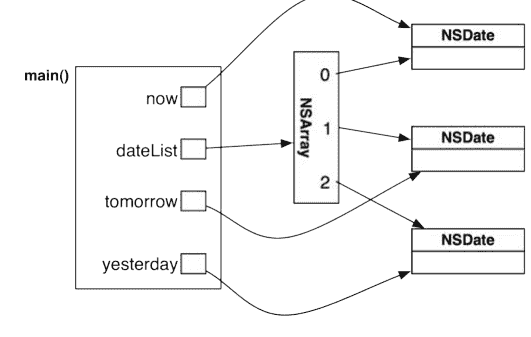 main()
now
dateList
tomorrow
yesterday
NSArray
0
1
2
NSDate
NSDate
NSDate